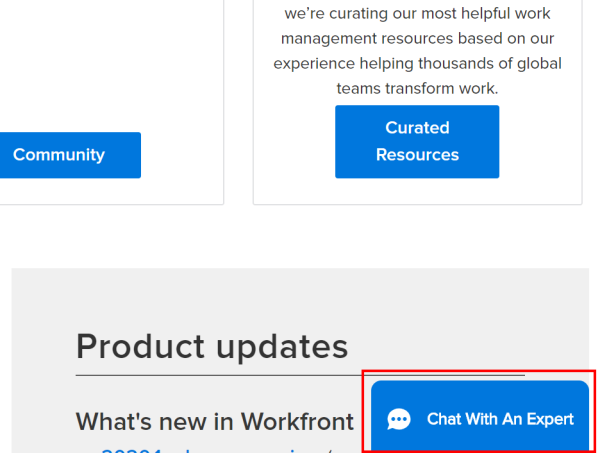 we're curating our most helpful work
management resources based on our
experience helping thousands of global
teams transform work.
Curated
Resources
Community
Product updates
What's new in Workfront
Chat With An Expert